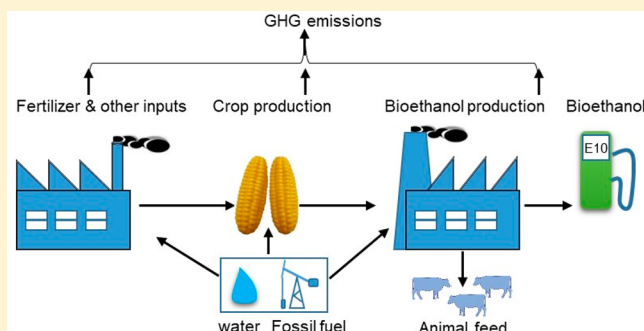 GHG emissions
Fertilizer & other inputs
Crop production
Bioethanol production
Bioethanol
E10
water
Fossil fuel
Animal feed